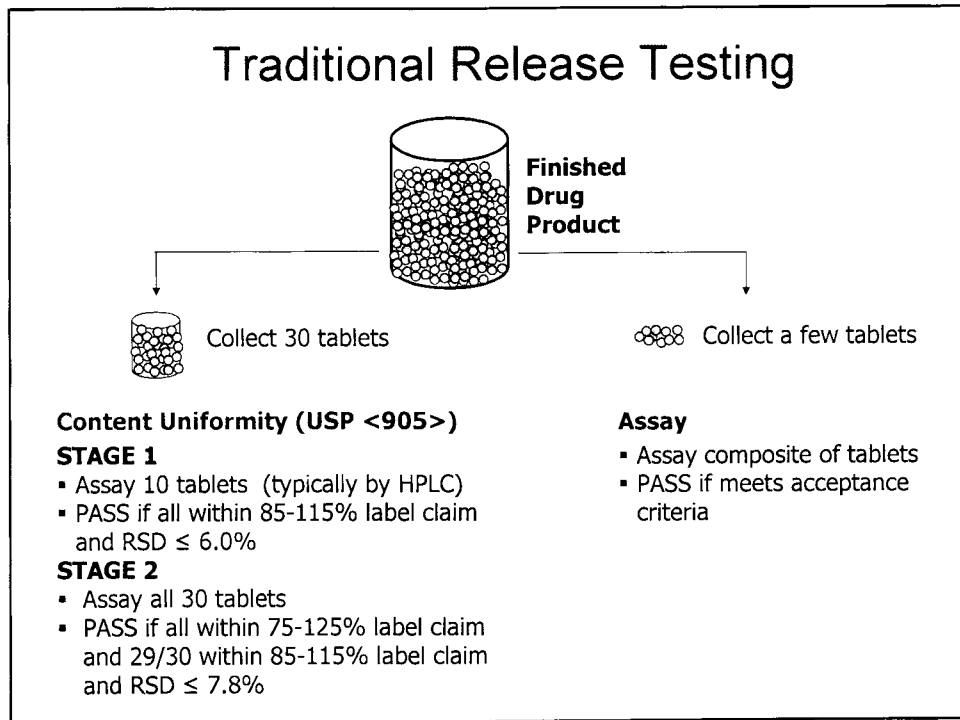 Traditional Release Testing
Finished
Drug
Product
Collect 30 tablets
Collect a few tablets
Content Uniformity (USP <905>)
STAGE 1
▪ Assay 10 tablets (typically by HPLC)
▪ PASS if all within 85-115% label claim
and RSD ≤ 6.0%
STAGE 2
▪ Assay all 30 tablets
▪ PASS if all within 75-125% label claim
and 29/30 within 85-115% label claim
and RSD ≤ 7.8%
Assay
▪ Assay composite of tablets
▪ PASS if meets acceptance
criteria